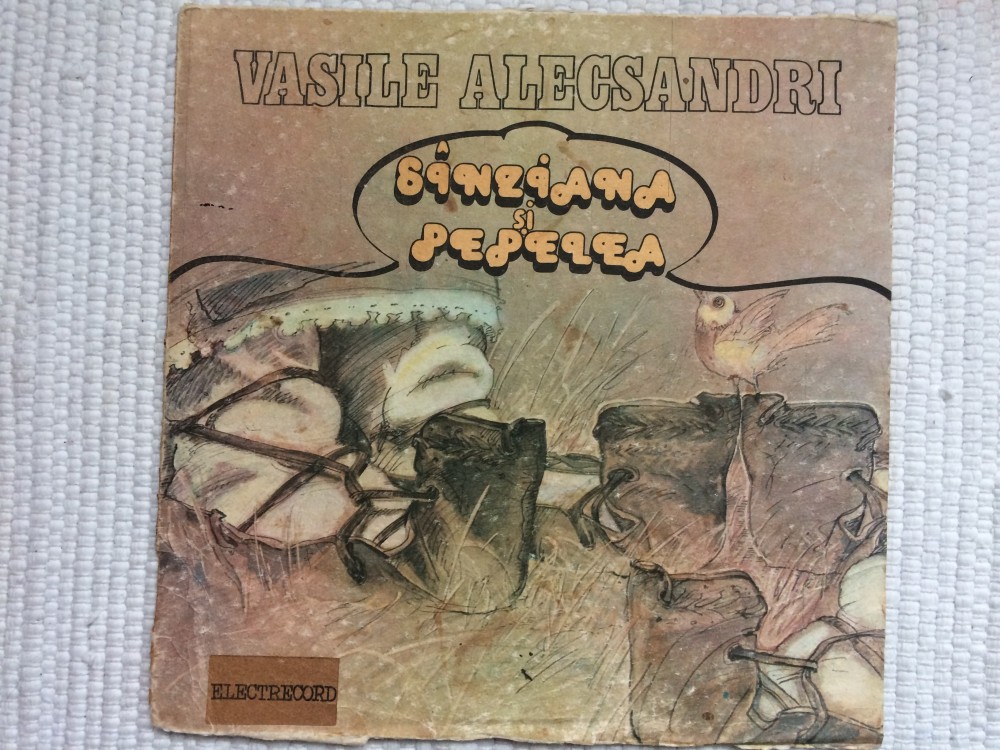 VASILE ALECSANDRI
SÎNZIANA
și
PEPELEA
ELECTRECORD